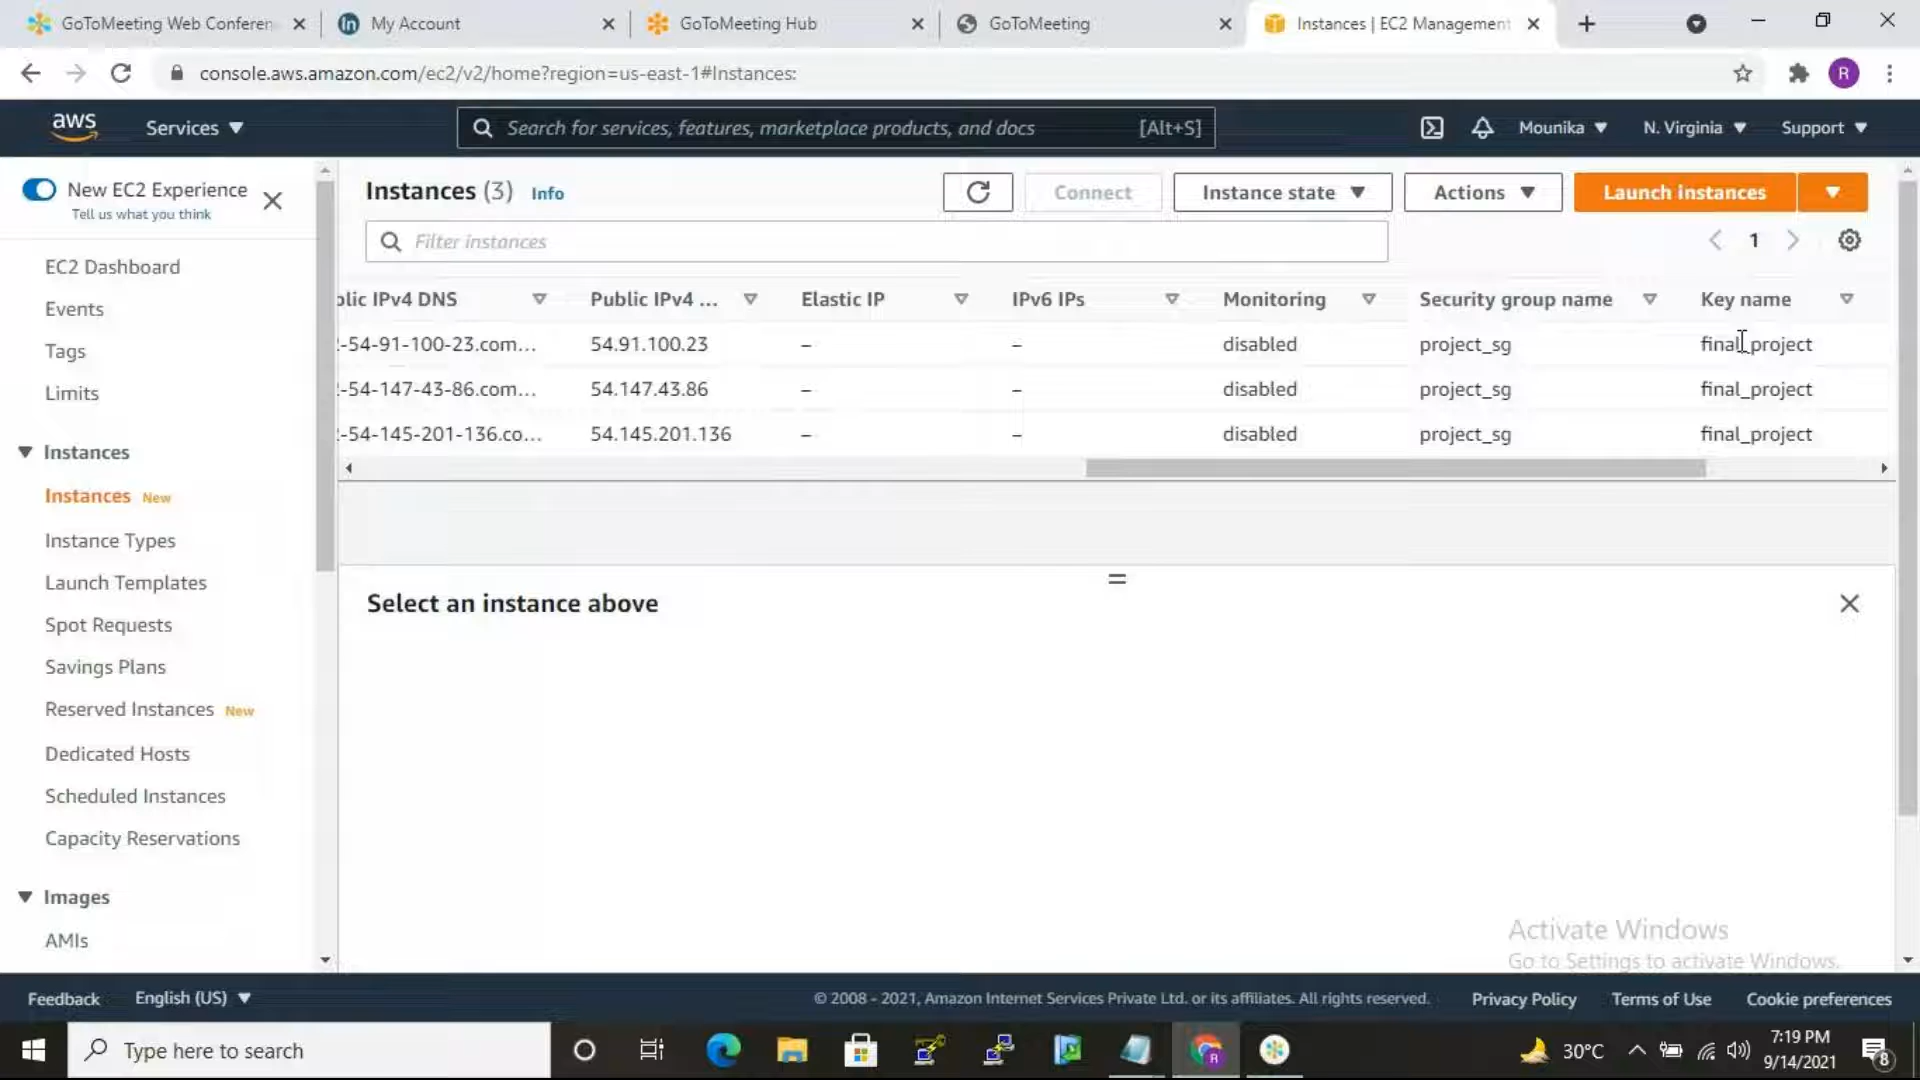 GoToMeeting Web Conferen
My Account
GoToMeeting Hub
GoToMeeting
Instances | EC2 Management
console.aws.amazon.com/ec2/v2/home?region=us-east-1#Instances:
R
aws
Services
Search for services, features, marketplace products, and docs
[Alt+S]
Mounika
N. Virginia
Support
New EC2 Experience
Tell us what you think
EC2 Dashboard
Events
Tags
Limits
Instances
Instances New
Instance Types
Launch Templates
Spot Requests
Savings Plans
Reserved Instances New
Dedicated Hosts
Scheduled Instances
Capacity Reservations
Images
AMIs
Instances (3) Info
Connect
Instance state
Actions
Launch instances
Filter instances
1
blic IPv4 DNS Public IPv4 ... Elastic IP IPv6 IPs Monitoring Security group name Key name
2-54-91-100-23.com... 54.91.100.23 – – disabled project_sg final_project
2-54-147-43-86.com... 54.147.43.86 – – disabled project_sg final_project
2-54-145-201-136.co... 54.145.201.136 – – disabled project_sg final_project
Select an instance above
Activate Windows
Go to Settings to activate Windows.
Feedback
English (US)
© 2008 - 2021, Amazon Internet Services Private Ltd. or its affiliates. All rights reserved.
Privacy Policy
Terms of Use
Cookie preferences
Type here to search
R
30°C
7:19 PM
9/14/2021
8